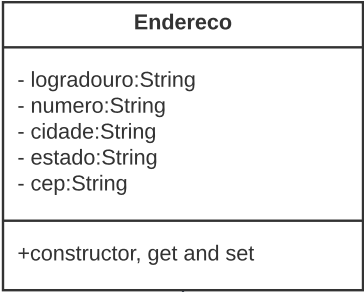 Endereco
- logradouro:String
- numero:String
- cidade:String
- estado:String
- cep:String
+constructor, get and set